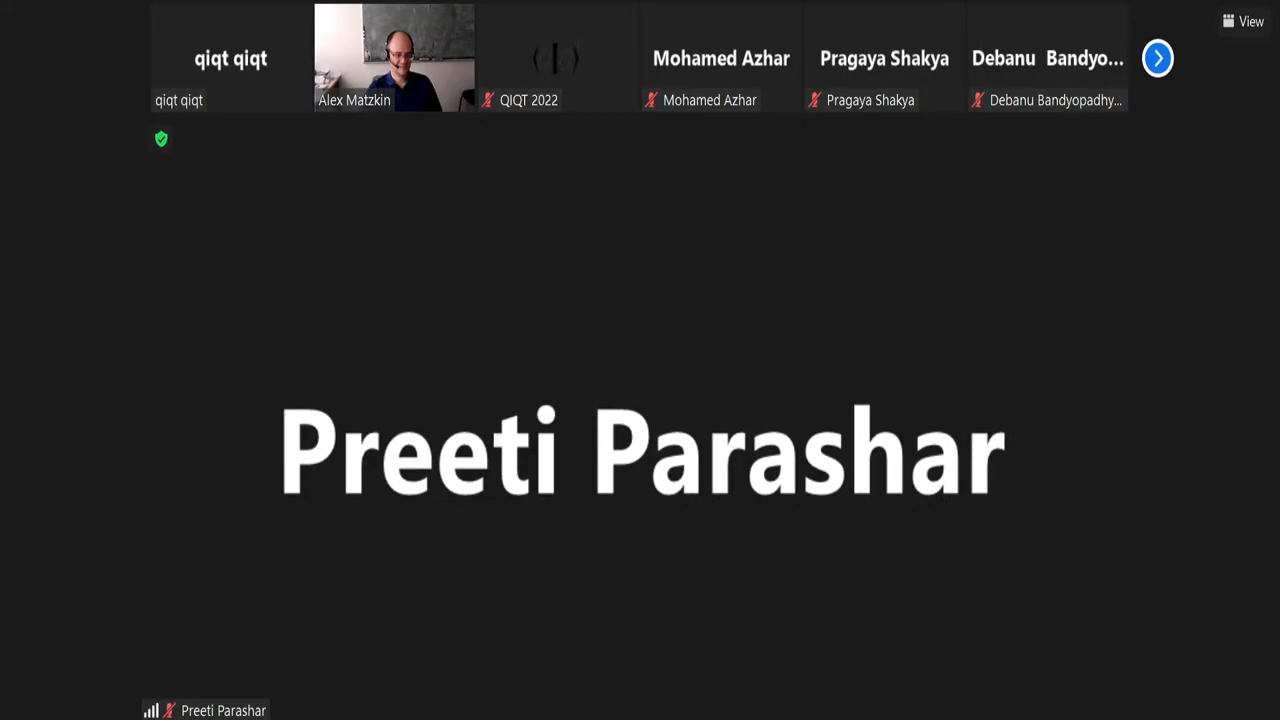 View
qiqt qiqt
Mohamed Azhar
Pragaya Shakya
Debanu Bandyo...
qiqt qiqt
Alex Matzkin
QIQT 2022
Mohamed Azhar
Pragaya Shakya
Debanu Bandyopadhy...
Preeti Parashar
Preeti Parashar